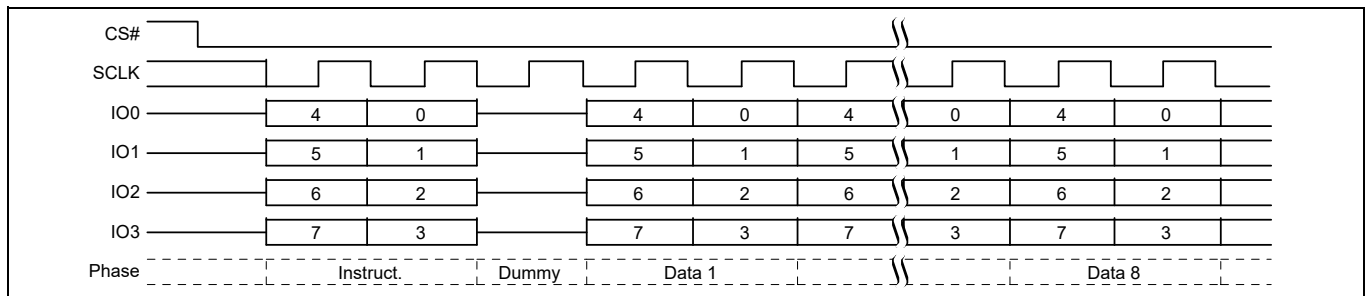 CS#
SCLK
IO0 4 0 4 0 4 0 4 0
IO1 5 1 5 1 5 1 5 1
IO2 6 2 6 2 6 2 6 2
IO3 7 3 7 3 7 3 7 3
Phase Instruct. Dummy Data 1 Data 8